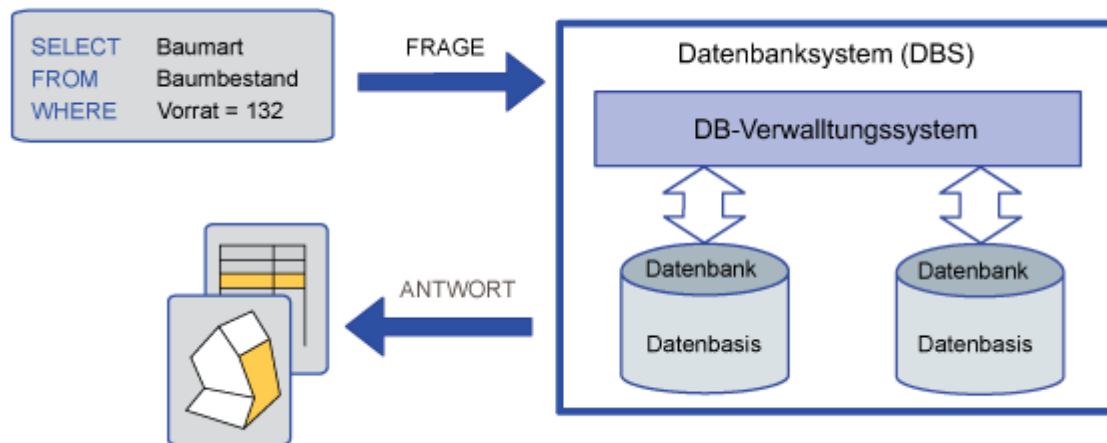 SELECT Baumart
FROM Baumbestand
WHERE Vorrat = 132
FRAGE
Datenbanksystem (DBS)
DB-Verwalltungssystem
Datenbank
Datenbasis
Datenbank
Datenbasis
ANTWORT